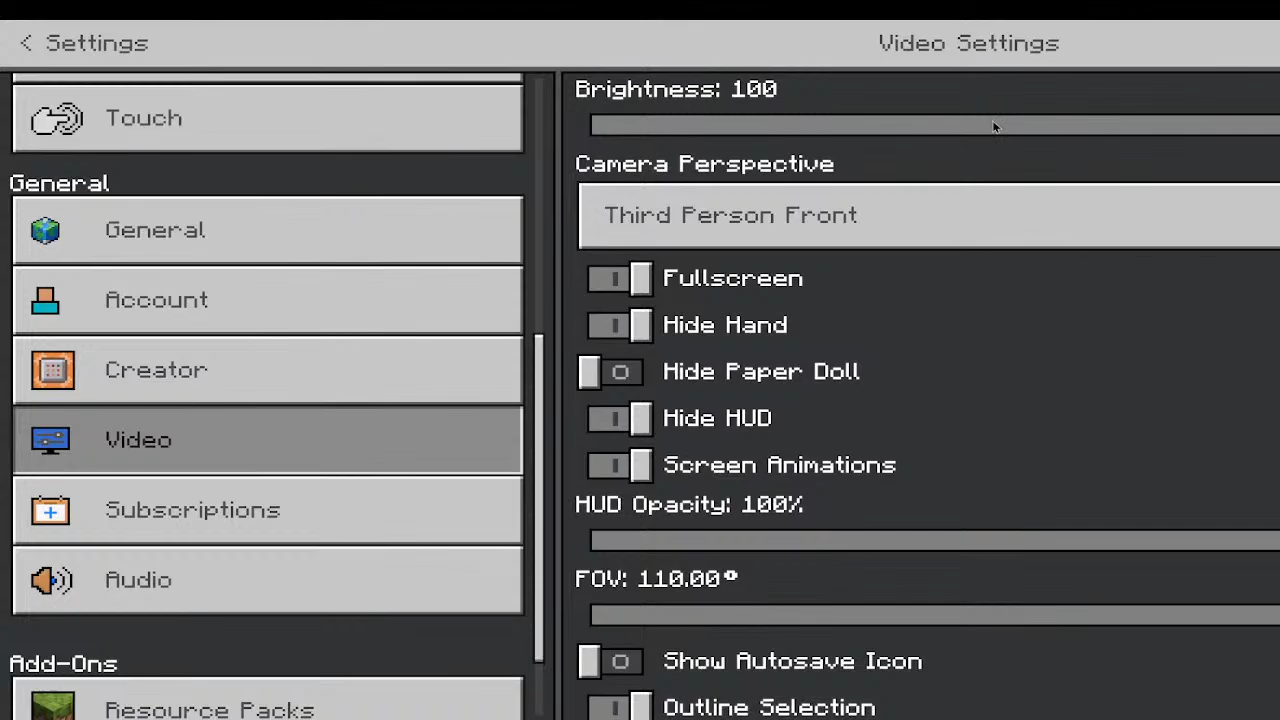 Settings
Video Settings
Touch
General
General
Account
Creator
Video
Subscriptions
Audio
Add-Ons
Resource Packs
Brightness: 100
Camera Perspective
Third Person Front
Fullscreen
Hide Hand
Hide Paper Doll
Hide HUD
Screen Animations
HUD Opacity: 100%
FOV: 110.00°
Show Autosave Icon
Outline Selection